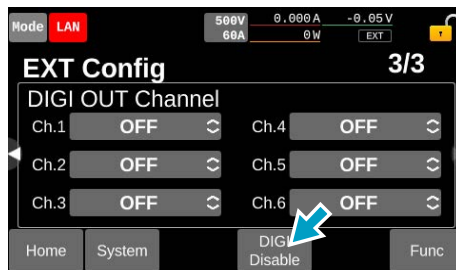 Mode LAN 500V 0.000A -0.05V
60A 0W EXT
EXT Config 3/3
DIGI OUT Channel
Ch.1 OFF Ch.4 OFF
Ch.2 OFF Ch.5 OFF
Ch.3 OFF Ch.6 OFF
Home System DIGI Func
Disable